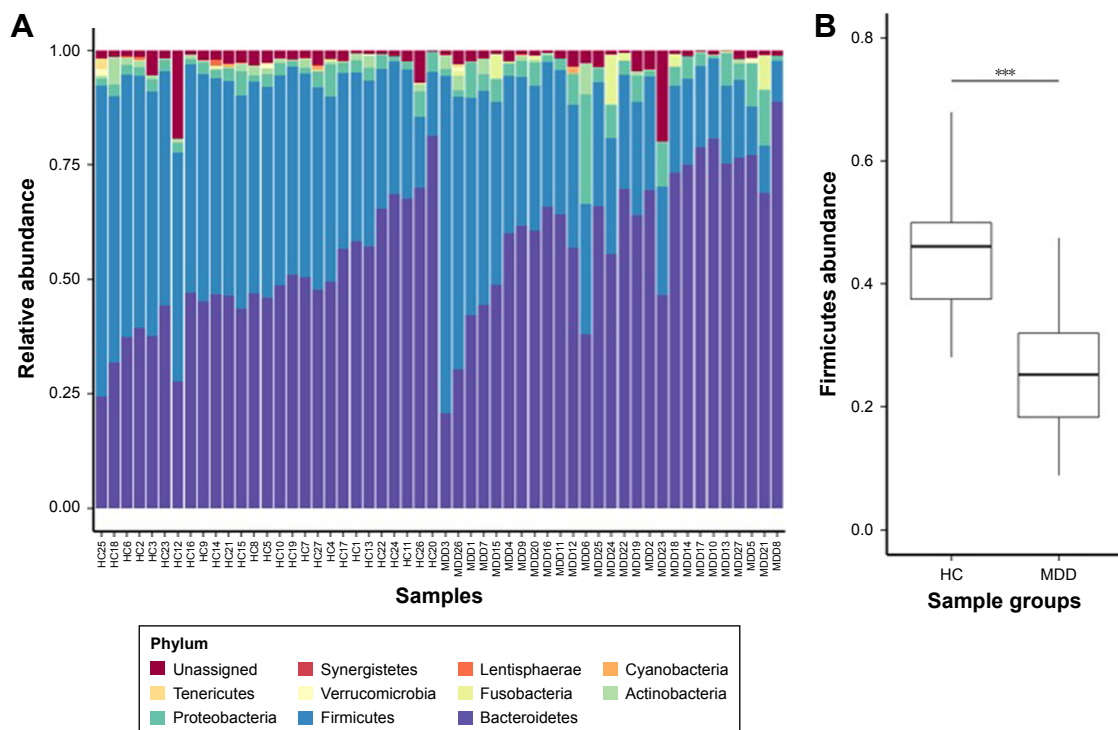 A
Relative abundance
1.00
0.75
0.50
0.25
0.00
HC25
HC18
HC6
HC2
HC3
HC23
HC12
HC16
HC9
HC14
HC21
HC15
HC8
HC5
HC10
HC19
HC7
HC27
HC4
HC17
HC1
HC13
HC22
HC24
HC11
HC26
HC20
MDD3
MDD26
MDD1
MDD7
MDD15
MDD4
MDD9
MDD20
MDD16
MDD11
MDD12
MDD6
MDD25
MDD24
MDD22
MDD19
MDD2
MDD23
MDD18
MDD14
MDD17
MDD10
MDD13
MDD27
MDD5
MDD21
MDD8
Samples
Phylum
Unassigned Synergistetes Lentisphaerae Cyanobacteria
Tenericutes Verrucomicrobia Fusobacteria Actinobacteria
Proteobacteria Firmicutes Bacteroidetes
B
Firmicutes abundance
0.8
0.6
0.4
0.2
0.0
***
HC MDD
Sample groups